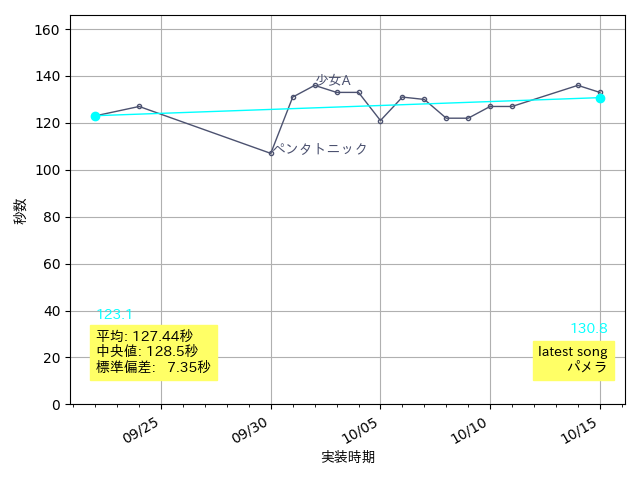 160
140
120
100
80
60
40
20
0
秒数
少女A
ペンタトニック
123.1
平均: 127.44秒
中央値: 128.5秒
標準偏差: 7.35秒
130.8
latest song
パメラ
09/25
09/30
10/05
10/10
10/15
実装時期